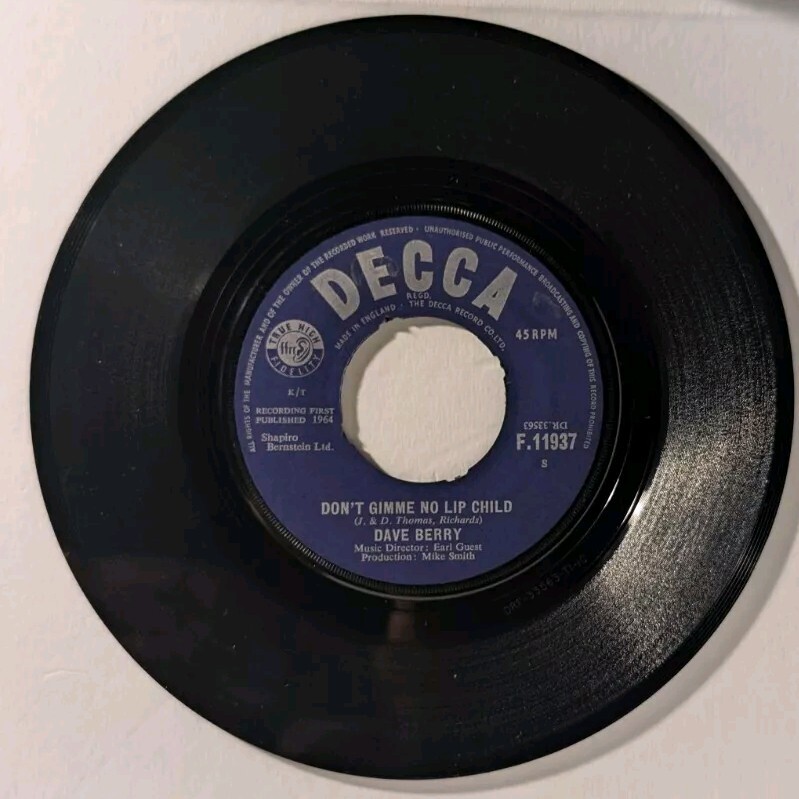 ALL RIGHTS OF THE MANUFACTURER AND OF THE OWNER OF THE RECORDED WORK RESERVED · UNAUTHORISED PUBLIC PERFORMANCE BROADCASTING AND COPYING OF THIS RECORD PROHIBITED
DECCA
REGD.
MADE IN ENGLAND · THE DECCA RECORD CO. LTD.
TRUE HIGH
ffrr
FIDELITY
45 RPM
K/T
RECORDING FIRST
PUBLISHED 1964
Shapiro
Bernstein Ltd.
DR.33563
F.11937
S
DON'T GIMME NO LIP CHILD
(J. & D. Thomas, Richards)
DAVE BERRY
Music Director: Earl Guest
Production: Mike Smith